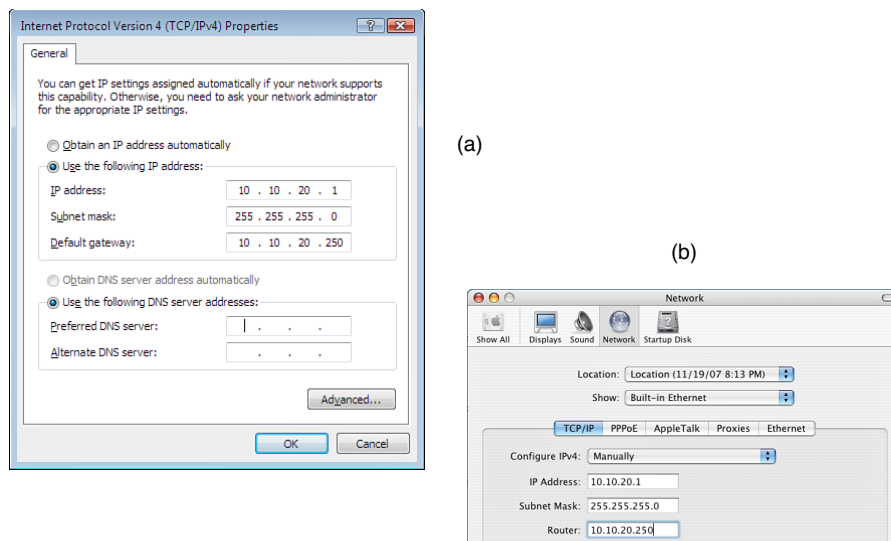 Internet Protocol Version 4 (TCP/IPv4) Properties
General
You can get IP settings assigned automatically if your network supports
this capability. Otherwise, you need to ask your network administrator
for the appropriate IP settings.
Obtain an IP address automatically
Use the following IP address:
IP address: 10 . 10 . 20 . 1
Subnet mask: 255 . 255 . 255 . 0
Default gateway: 10 . 10 . 20 . 250
Obtain DNS server address automatically
Use the following DNS server addresses:
Preferred DNS server: . . .
Alternate DNS server: . . .
Advanced...
OK Cancel
(a)
(b)
Network
Show All Displays Sound Network Startup Disk
Location: Location (11/19/07 8:13 PM)
Show: Built-in Ethernet
TCP/IP PPPoE AppleTalk Proxies Ethernet
Configure IPv4: Manually
IP Address: 10.10.20.1
Subnet Mask: 255.255.255.0
Router: 10.10.20.250